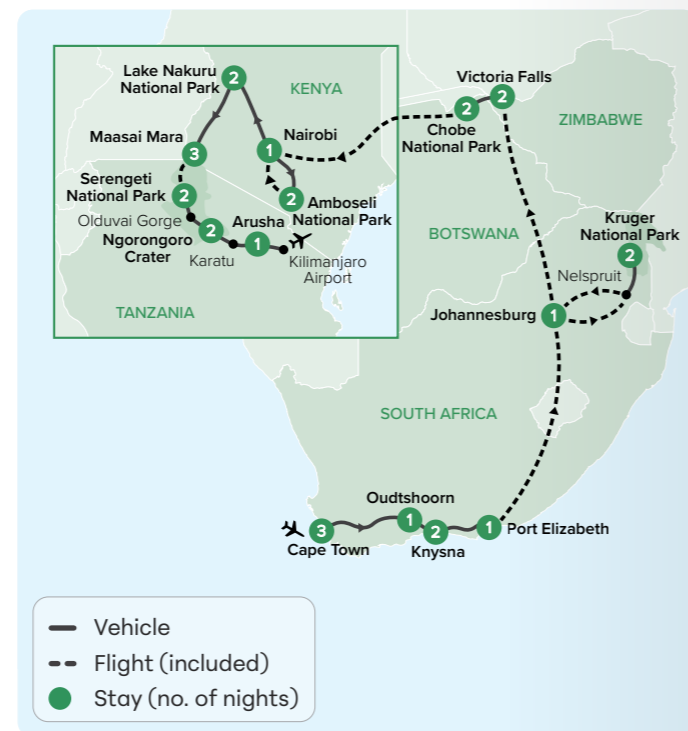 Lake Nakuru
National Park
2
KENYA
Maasai Mara
3
Nairobi
1
Serengeti
National Park
2
2
Amboseli
National Park
Olduvai Gorge
Ngorongoro
Crater
2
Arusha
1
Karatu
Kilimanjaro
Airport
TANZANIA
Victoria Falls
2
2
Chobe
National Park
ZIMBABWE
BOTSWANA
Kruger
National Park
2
Nelspruit
Johannesburg
1
SOUTH AFRICA
Oudtshoorn
1
3
Cape Town
2
Knysna
1
Port Elizabeth
Vehicle
Flight (included)
Stay (no. of nights)